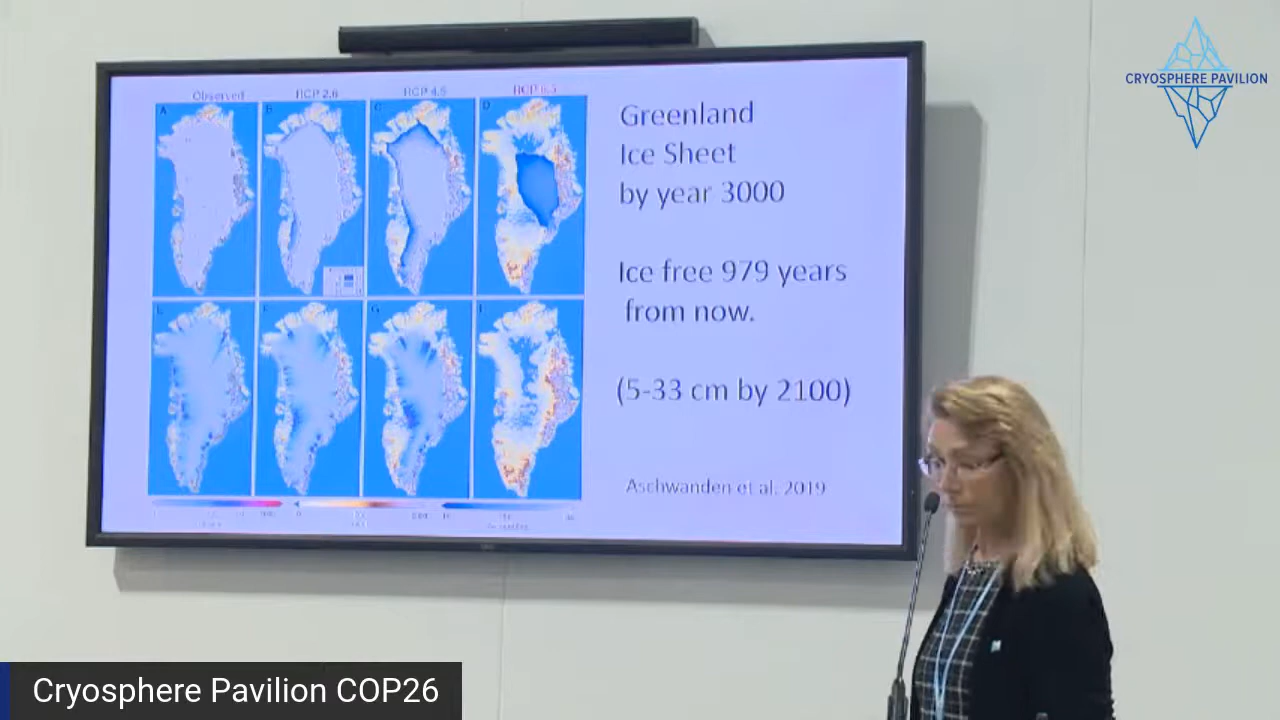 CRYOSPHERE PAVILION
Observed RCP 2.6 RCP 4.5 RCP 8.5
A B C D
Greenland
Ice Sheet
by year 3000
Ice free 979 years
from now.
(5-33 cm by 2100)
Aschwanden et al. 2019
E F G
Cryosphere Pavilion COP26